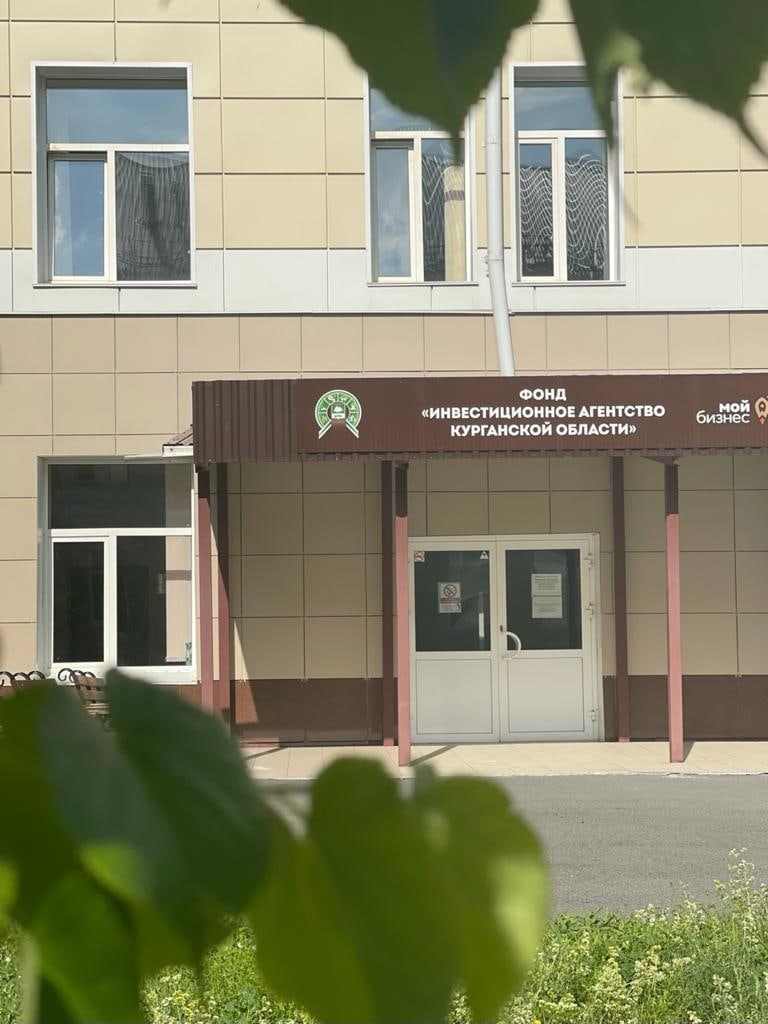 ФОНД
«ИНВЕСТИЦИОННОЕ АГЕНТСТВО
КУРГАНСКОЙ ОБЛАСТИ»
МОЙ
бизнес